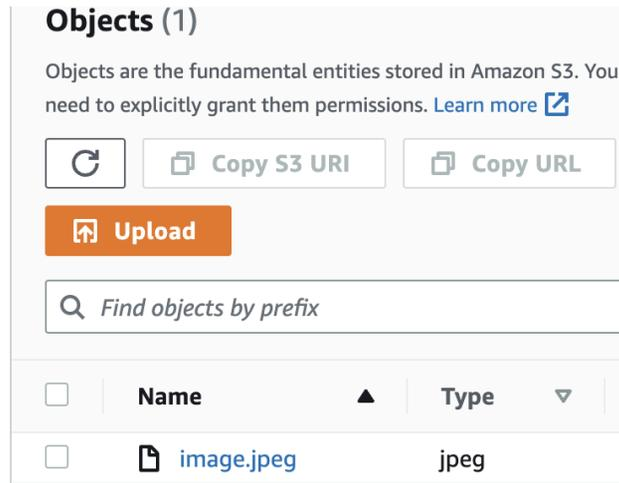 Objects (1)
Objects are the fundamental entities stored in Amazon S3. You
need to explicitly grant them permissions. Learn more
Copy S3 URI Copy URL
Upload
Find objects by prefix
Name Type
image.jpeg jpeg